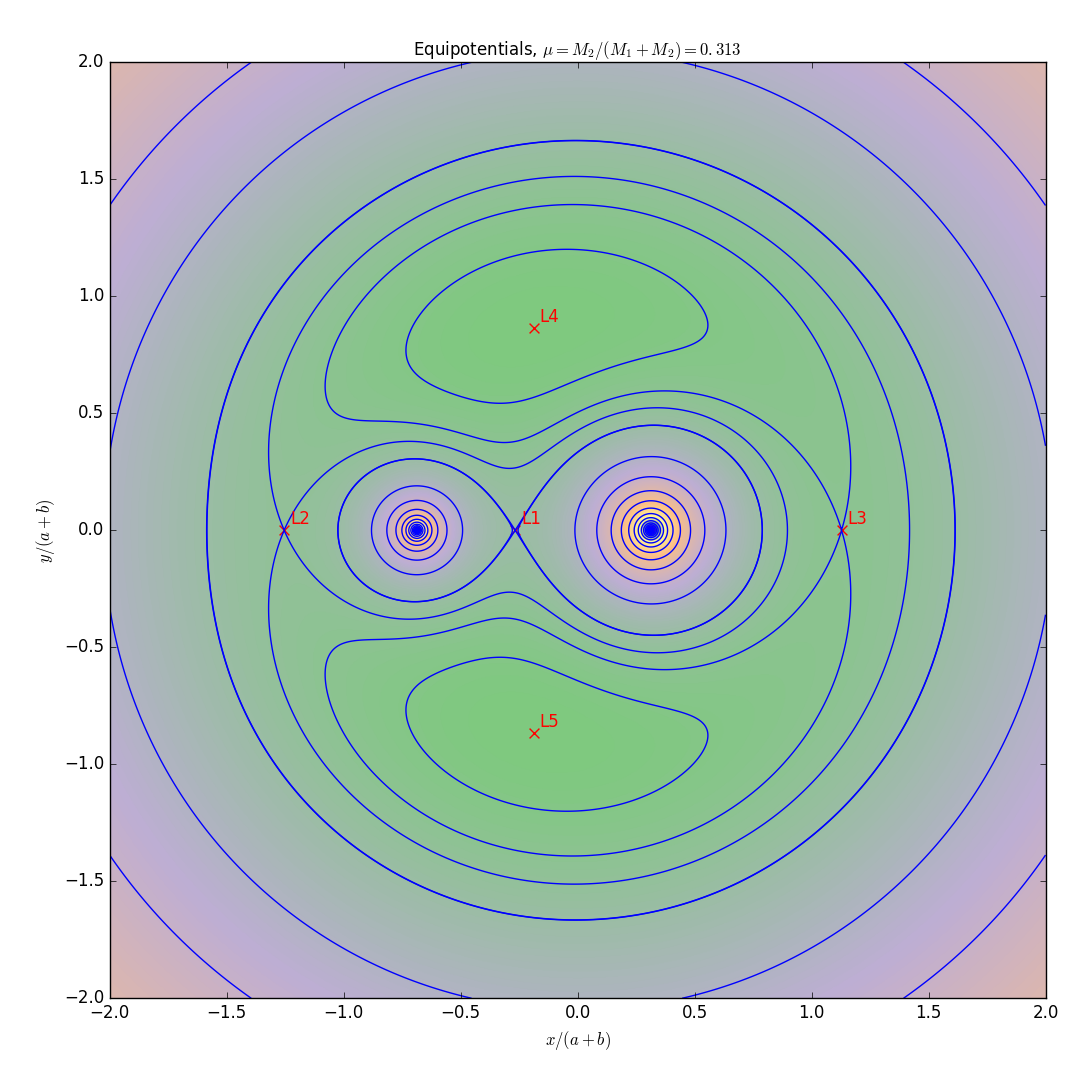 Equipotentials, μ = M₂/(M₁ + M₂) = 0.313
2.0
1.5
1.0
0.5
0.0
−0.5
−1.0
−1.5
−2.0
y/(a + b)
L4
L2
L1
L3
L5
−2.0 −1.5 −1.0 −0.5 0.0 0.5 1.0 1.5 2.0
x/(a + b)